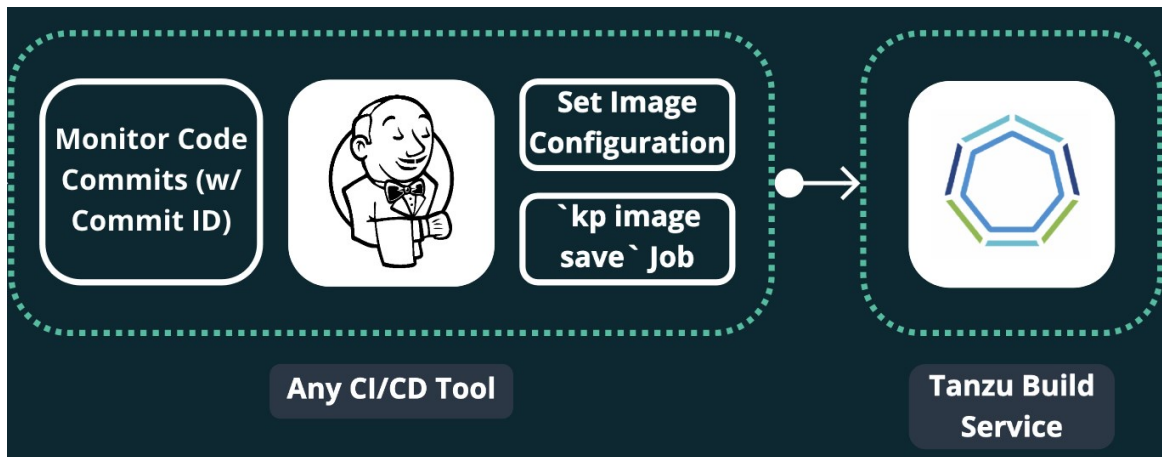 Monitor Code
Commits (w/
Commit ID)
Set Image
Configuration
`kp image
save` Job
Any CI/CD Tool
Tanzu Build
Service